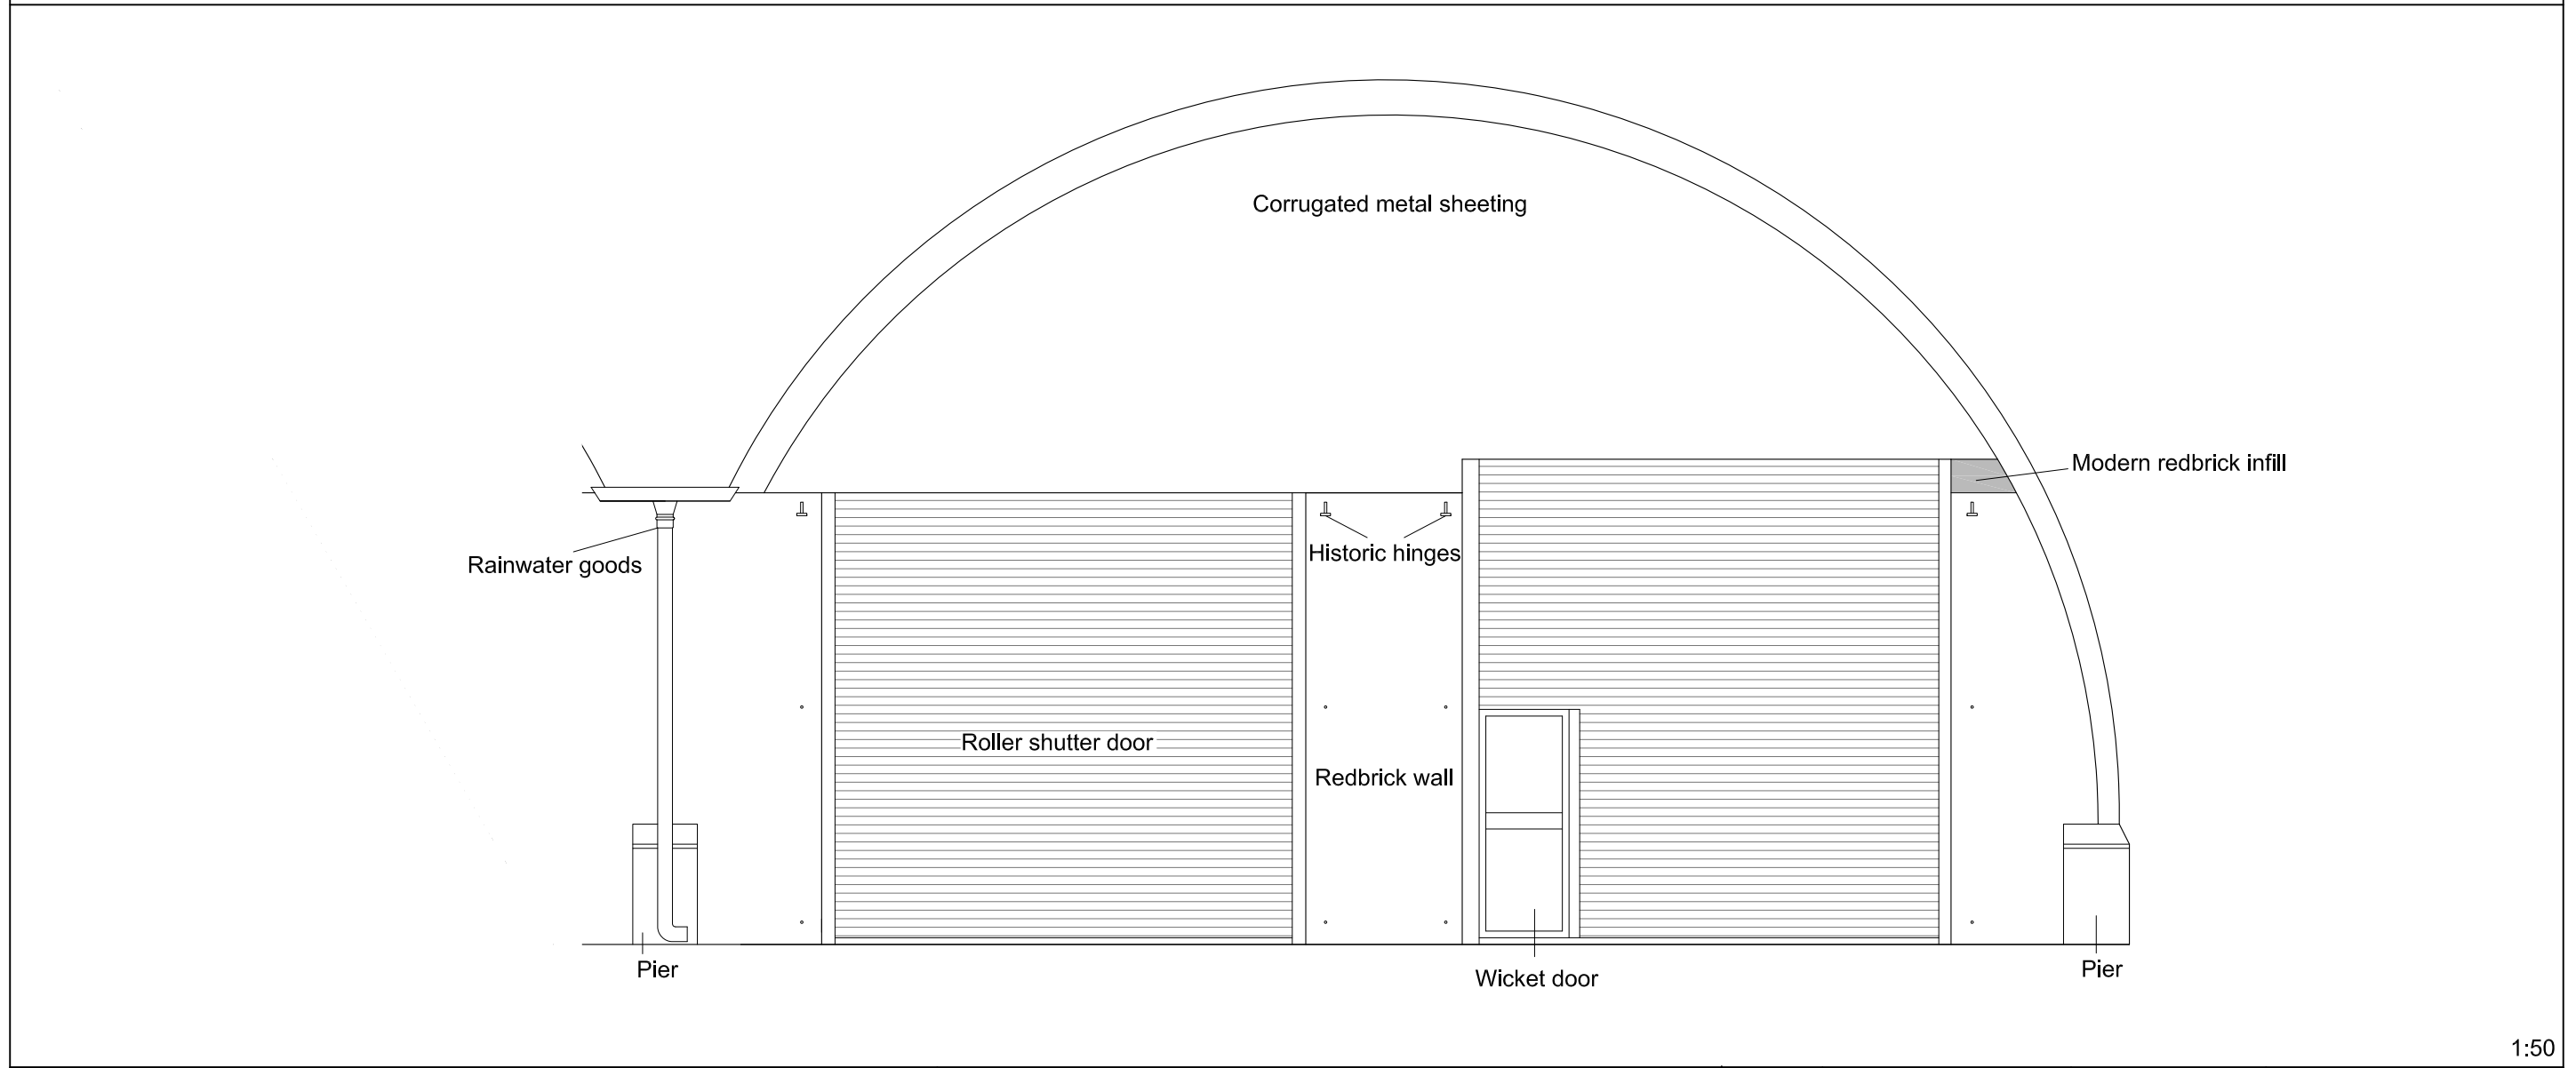 Corrugated metal sheeting
Modern redbrick infill
Rainwater goods
Historic hinges
Roller shutter door
Redbrick wall
Pier
Wicket door
Pier
1:50